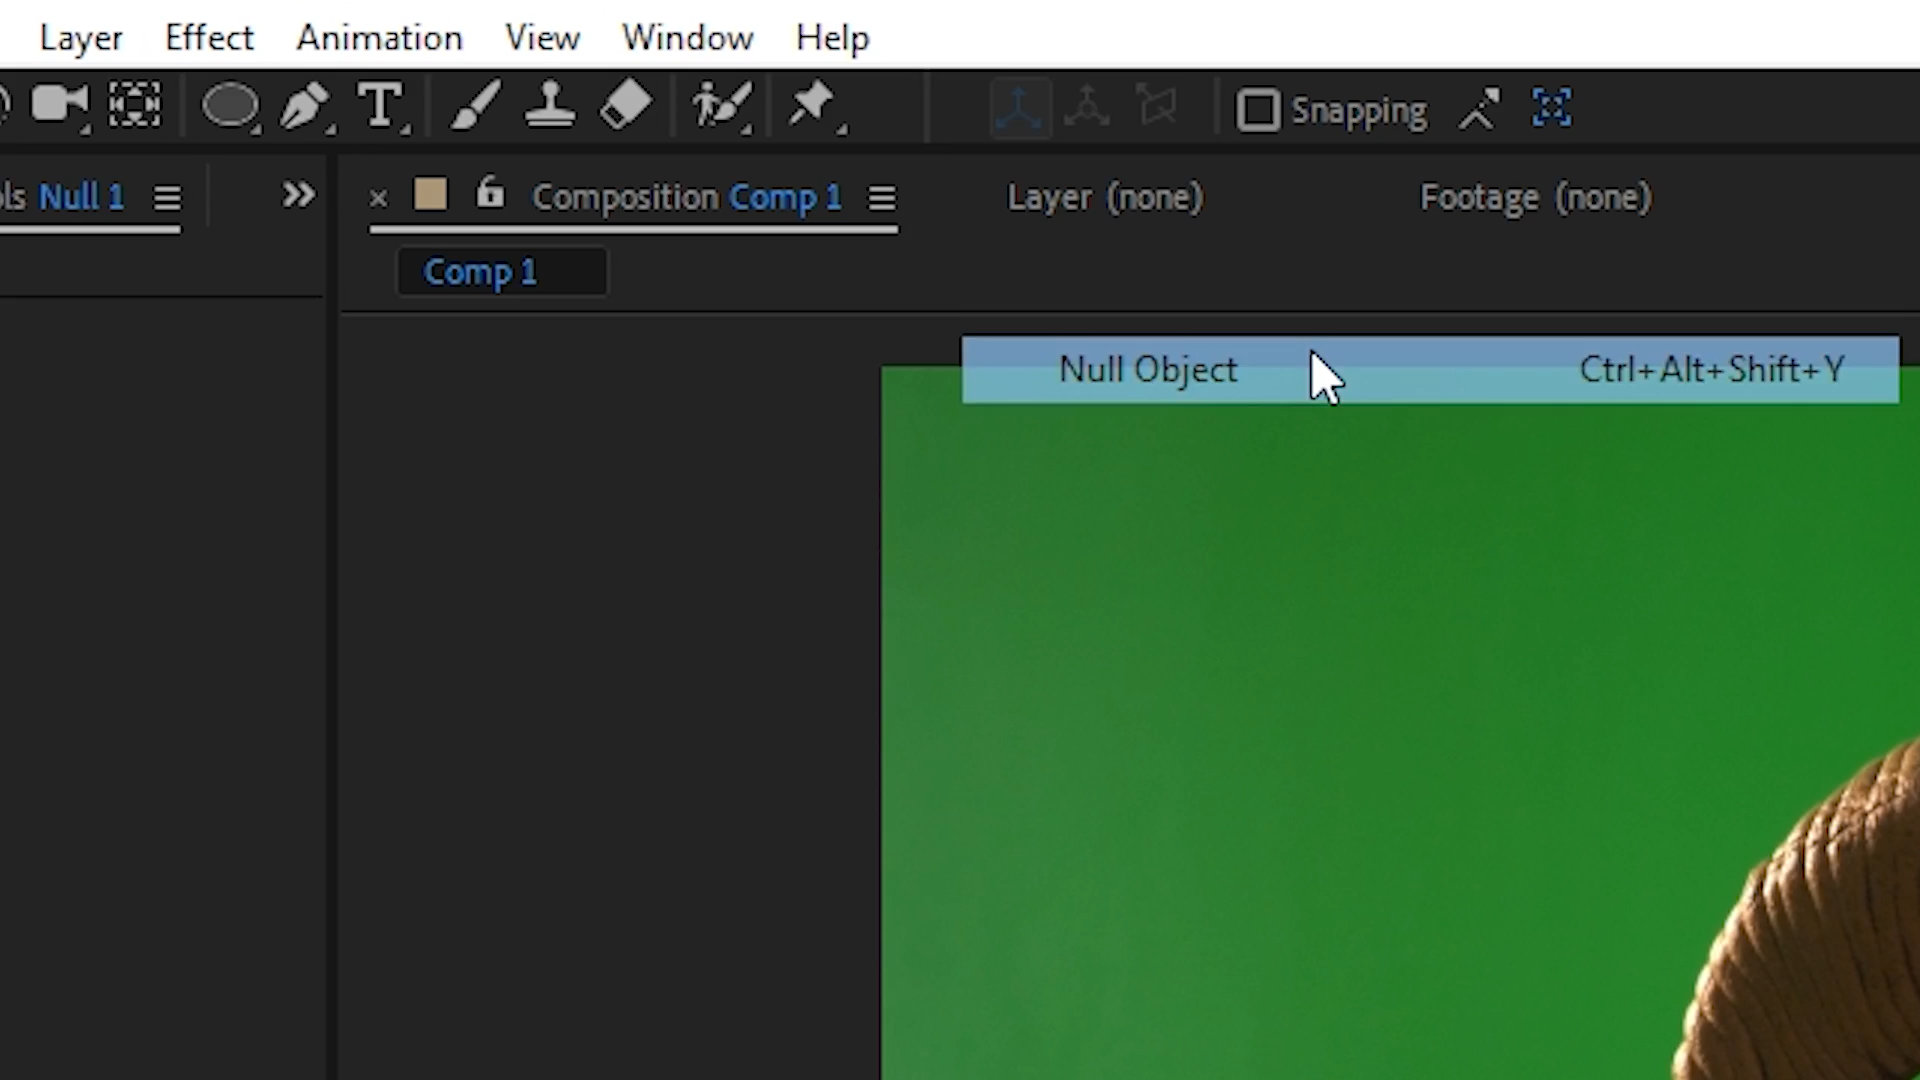 Layer Effect Animation View Window Help
T Snapping
ls Null 1 Composition Comp 1 Layer (none) Footage (none)
Comp 1
Null Object Ctrl+Alt+Shift+Y